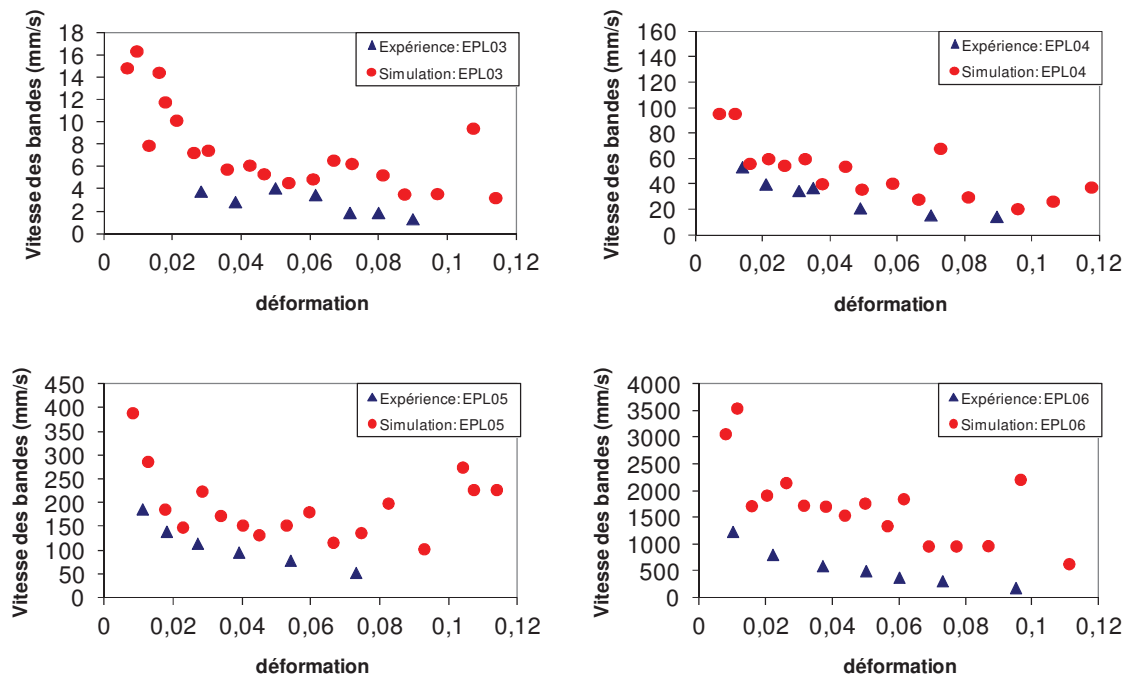 Vitesse des bandes (mm/s)
18
16
14
12
10
8
6
4
2
0
0 0,02 0,04 0,06 0,08 0,1 0,12
déformation
Expérience: EPL03
Simulation: EPL03
Vitesse des bandes (mm/s)
160
140
120
100
80
60
40
20
0
0 0,02 0,04 0,06 0,08 0,1 0,12
déformation
Expérience: EPL04
Simulation: EPL04
Vitesse des bandes (mm/s)
450
400
350
300
250
200
150
100
50
0
0 0,02 0,04 0,06 0,08 0,1 0,12
déformation
Expérience: EPL05
Simulation: EPL05
Vitesse des bandes (mm/s)
4000
3500
3000
2500
2000
1500
1000
500
0
0 0,02 0,04 0,06 0,08 0,1 0,12
déformation
Expérience: EPL06
Simulation: EPL06